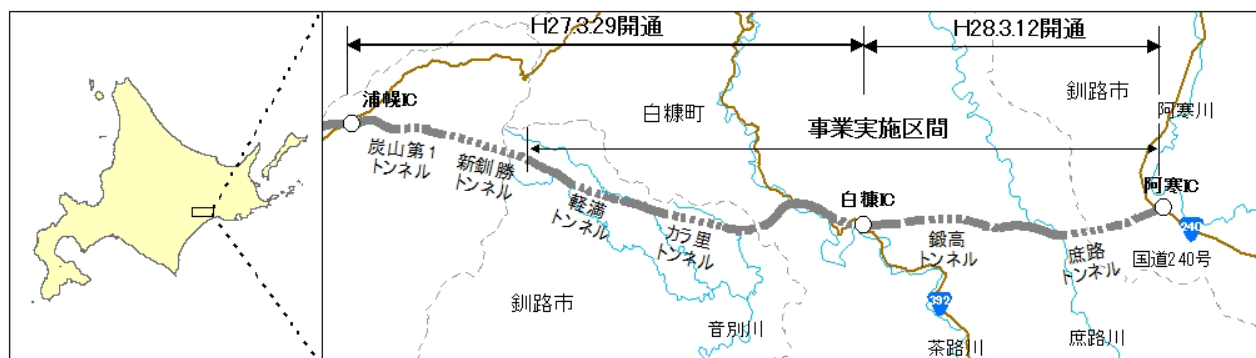 H27.3.29開通
H28.3.12開通
浦幌IC
白糠町
釧路市
阿寒川
事業実施区間
炭山第1
トンネル
新釧勝
トンネル
軽満
トンネル
カラ里
トンネル
白糠IC
阿寒IC
鍛高
トンネル
庶路
トンネル
240
国道240号
釧路市
音別川
392
茶路川
庶路川